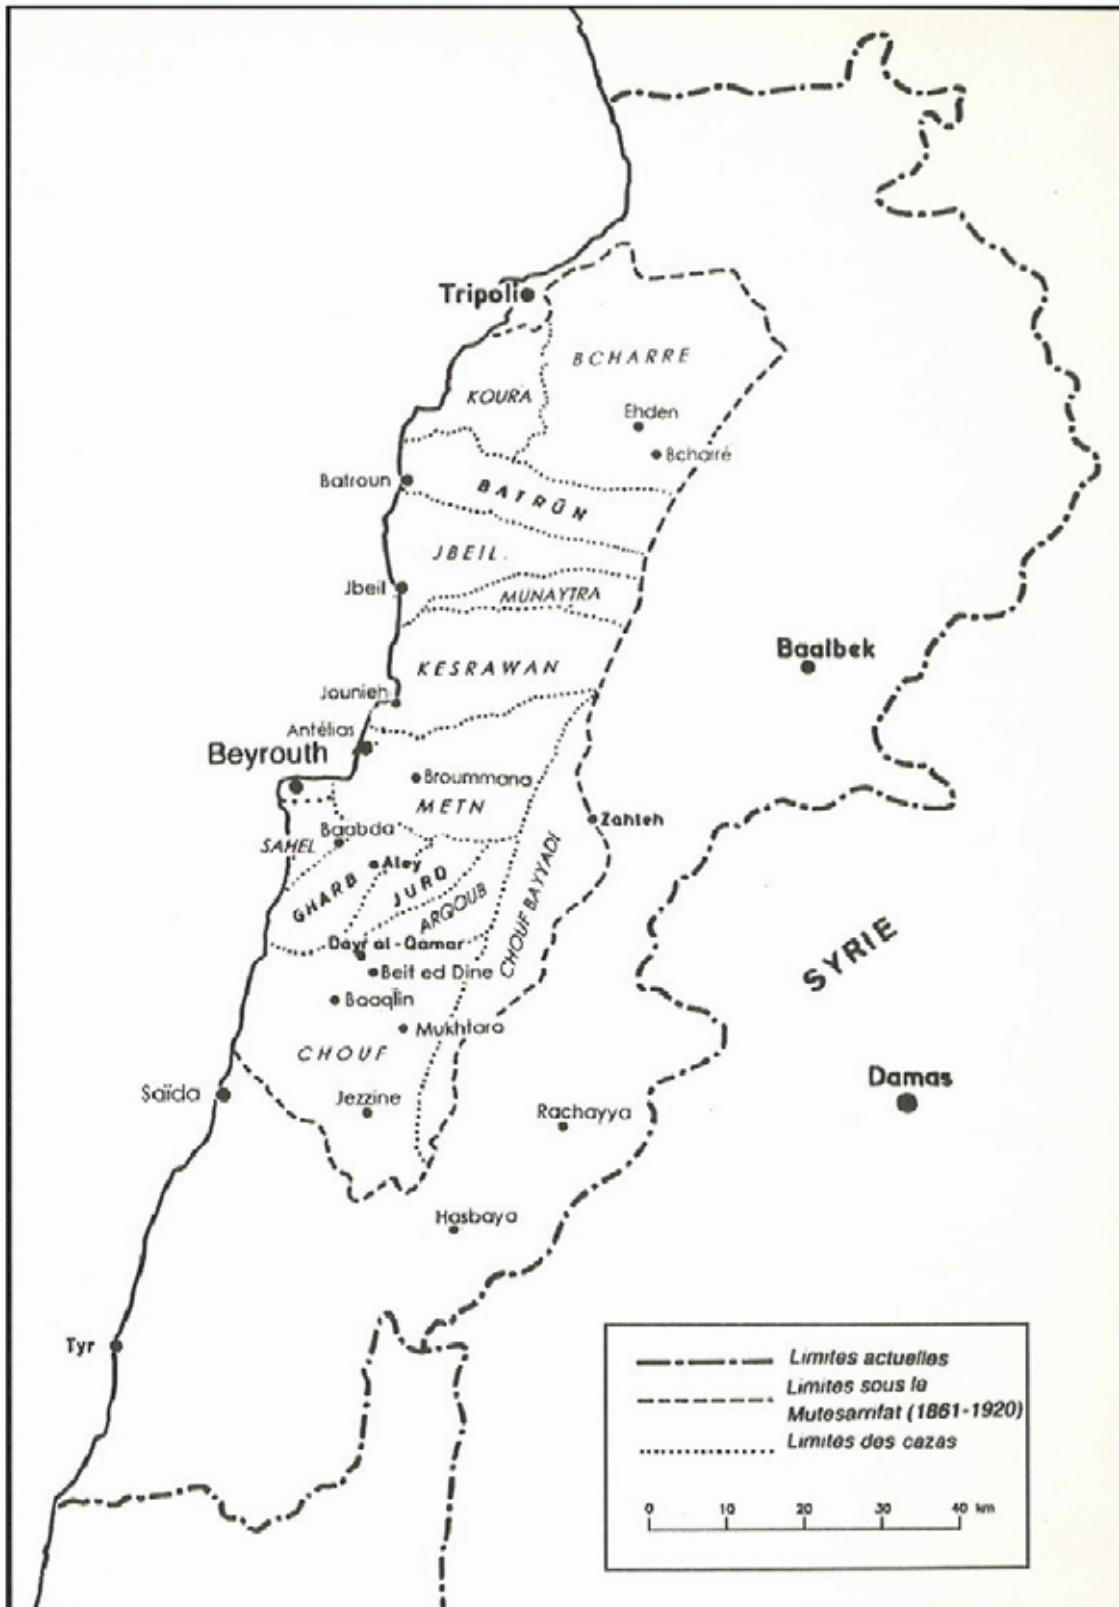 Tripoli
BCHARRE
KOURA
Ehden
Bcharré
Batroun
BATRŪN
JBEIL
Jbeil
MUNAYTRA
KESRAWAN
Baalbek
Jounieh
Antélias
Beyrouth
Broummana
METN
Zahleh
Baabda
SAHEL
Aley
GHARB
JURD
ARQOUB
CHOUF BAYYADI
Dayr al-Qamar
Beit ed Dine
Baaqlīn
Mukhtara
CHOUF
SYRIE
Damas
Saïda
Jezzine
Rachayya
Hasbaya
Tyr
Limites actuelles
Limites sous le
Mutesarrifat (1861-1920)
Limites des cazas
0 10 20 30 40 km